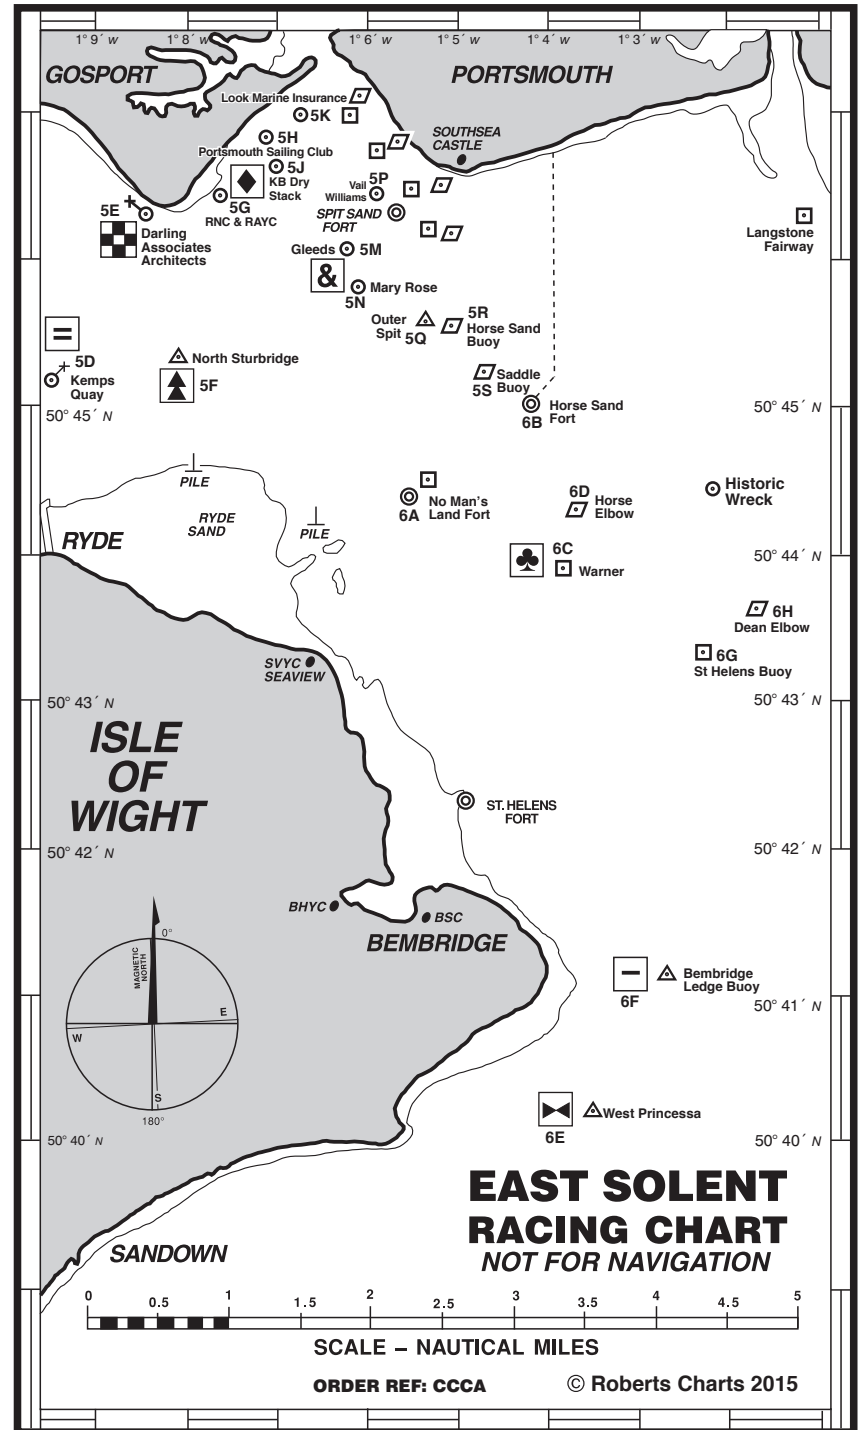 1° 9´ W
1° 8´ W
1° 6´ W
1° 5´ W
1° 4´ W
1° 3´ W
GOSPORT
PORTSMOUTH
Look Marine Insurance
5K
5H
SOUTHSEA
CASTLE
Portsmouth Sailing Club
5J
KB Dry
Stack
5P
Vail
Williams
5G
RNC & RAYC
SPIT SAND
FORT
5E
Darling
Associates
Architects
Langstone
Fairway
Gleeds
5M
&
5N
Mary Rose
Outer
Spit
5Q
5R
Horse Sand
Buoy
=
5D
Kemps
Quay
North Sturbridge
5F
Saddle
Buoy
5S
50° 45´ N
6B
Horse Sand
Fort
50° 45´ N
PILE
RYDE
SAND
PILE
RYDE
6A
No Man's
Land Fort
6D
Horse
Elbow
Historic
Wreck
6C
Warner
50° 44´ N
6H
Dean Elbow
6G
St Helens Buoy
SVYC
SEAVIEW
50° 43´ N
50° 43´ N
ISLE
OF
WIGHT
ST. HELENS
FORT
50° 42´ N
50° 42´ N
BHYC
BSC
BEMBRIDGE
0°
MAGNETIC
NORTH
E
W
S
180°
6F
Bembridge
Ledge Buoy
50° 41´ N
6E
West Princessa
50° 40´ N
50° 40´ N
EAST SOLENT
RACING CHART
NOT FOR NAVIGATION
SANDOWN
0 0.5 1 1.5 2 2.5 3 3.5 4 4.5 5
SCALE – NAUTICAL MILES
ORDER REF: CCCA
© Roberts Charts 2015